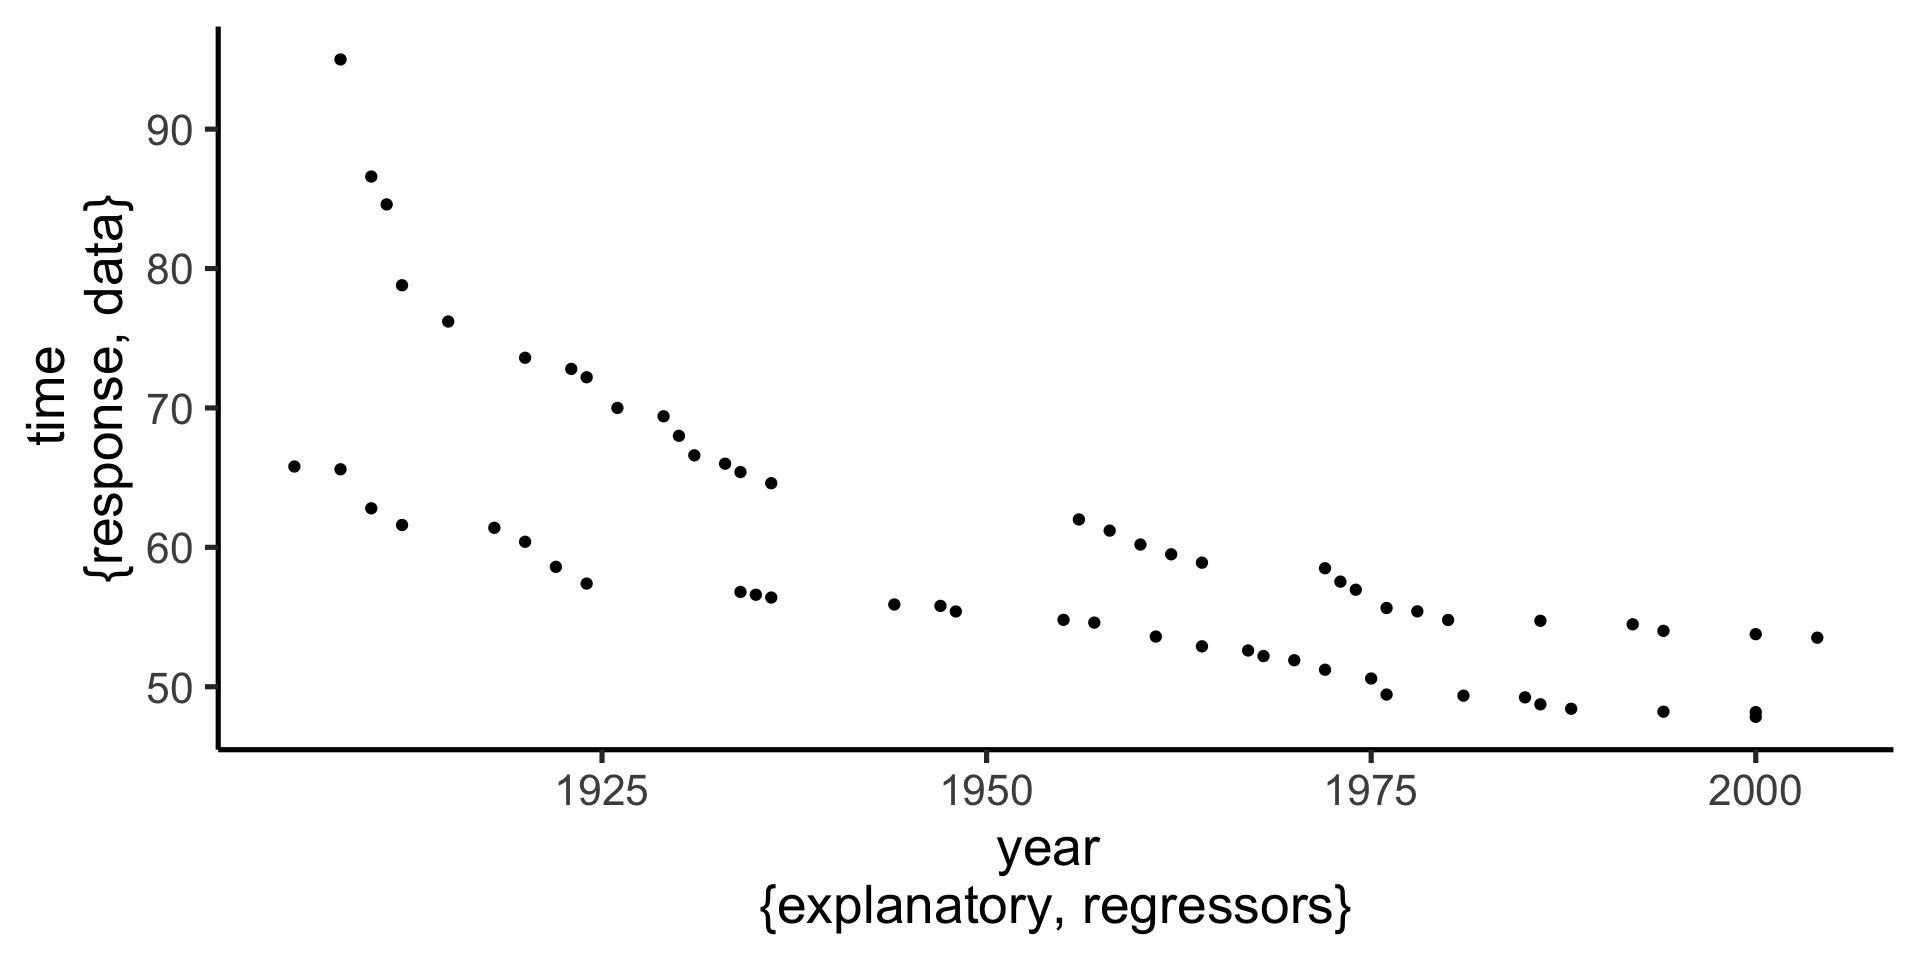 90
80
70
60
50
time
{response, data}
1925 1950 1975 2000
year
{explanatory, regressors}